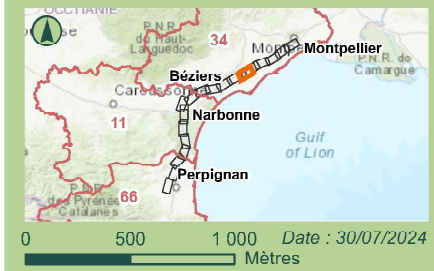 OCCITANIE
P.N.R.
du Haut-
Languedoc
34
Montpellier
P.N.R. de
Camargue
Béziers
Carcassonne
11
Narbonne
Gulf
of Lion
Perpignan
66
des Pyrénées
Catalanes
0 500 1 000 Date : 30/07/2024
Mètres